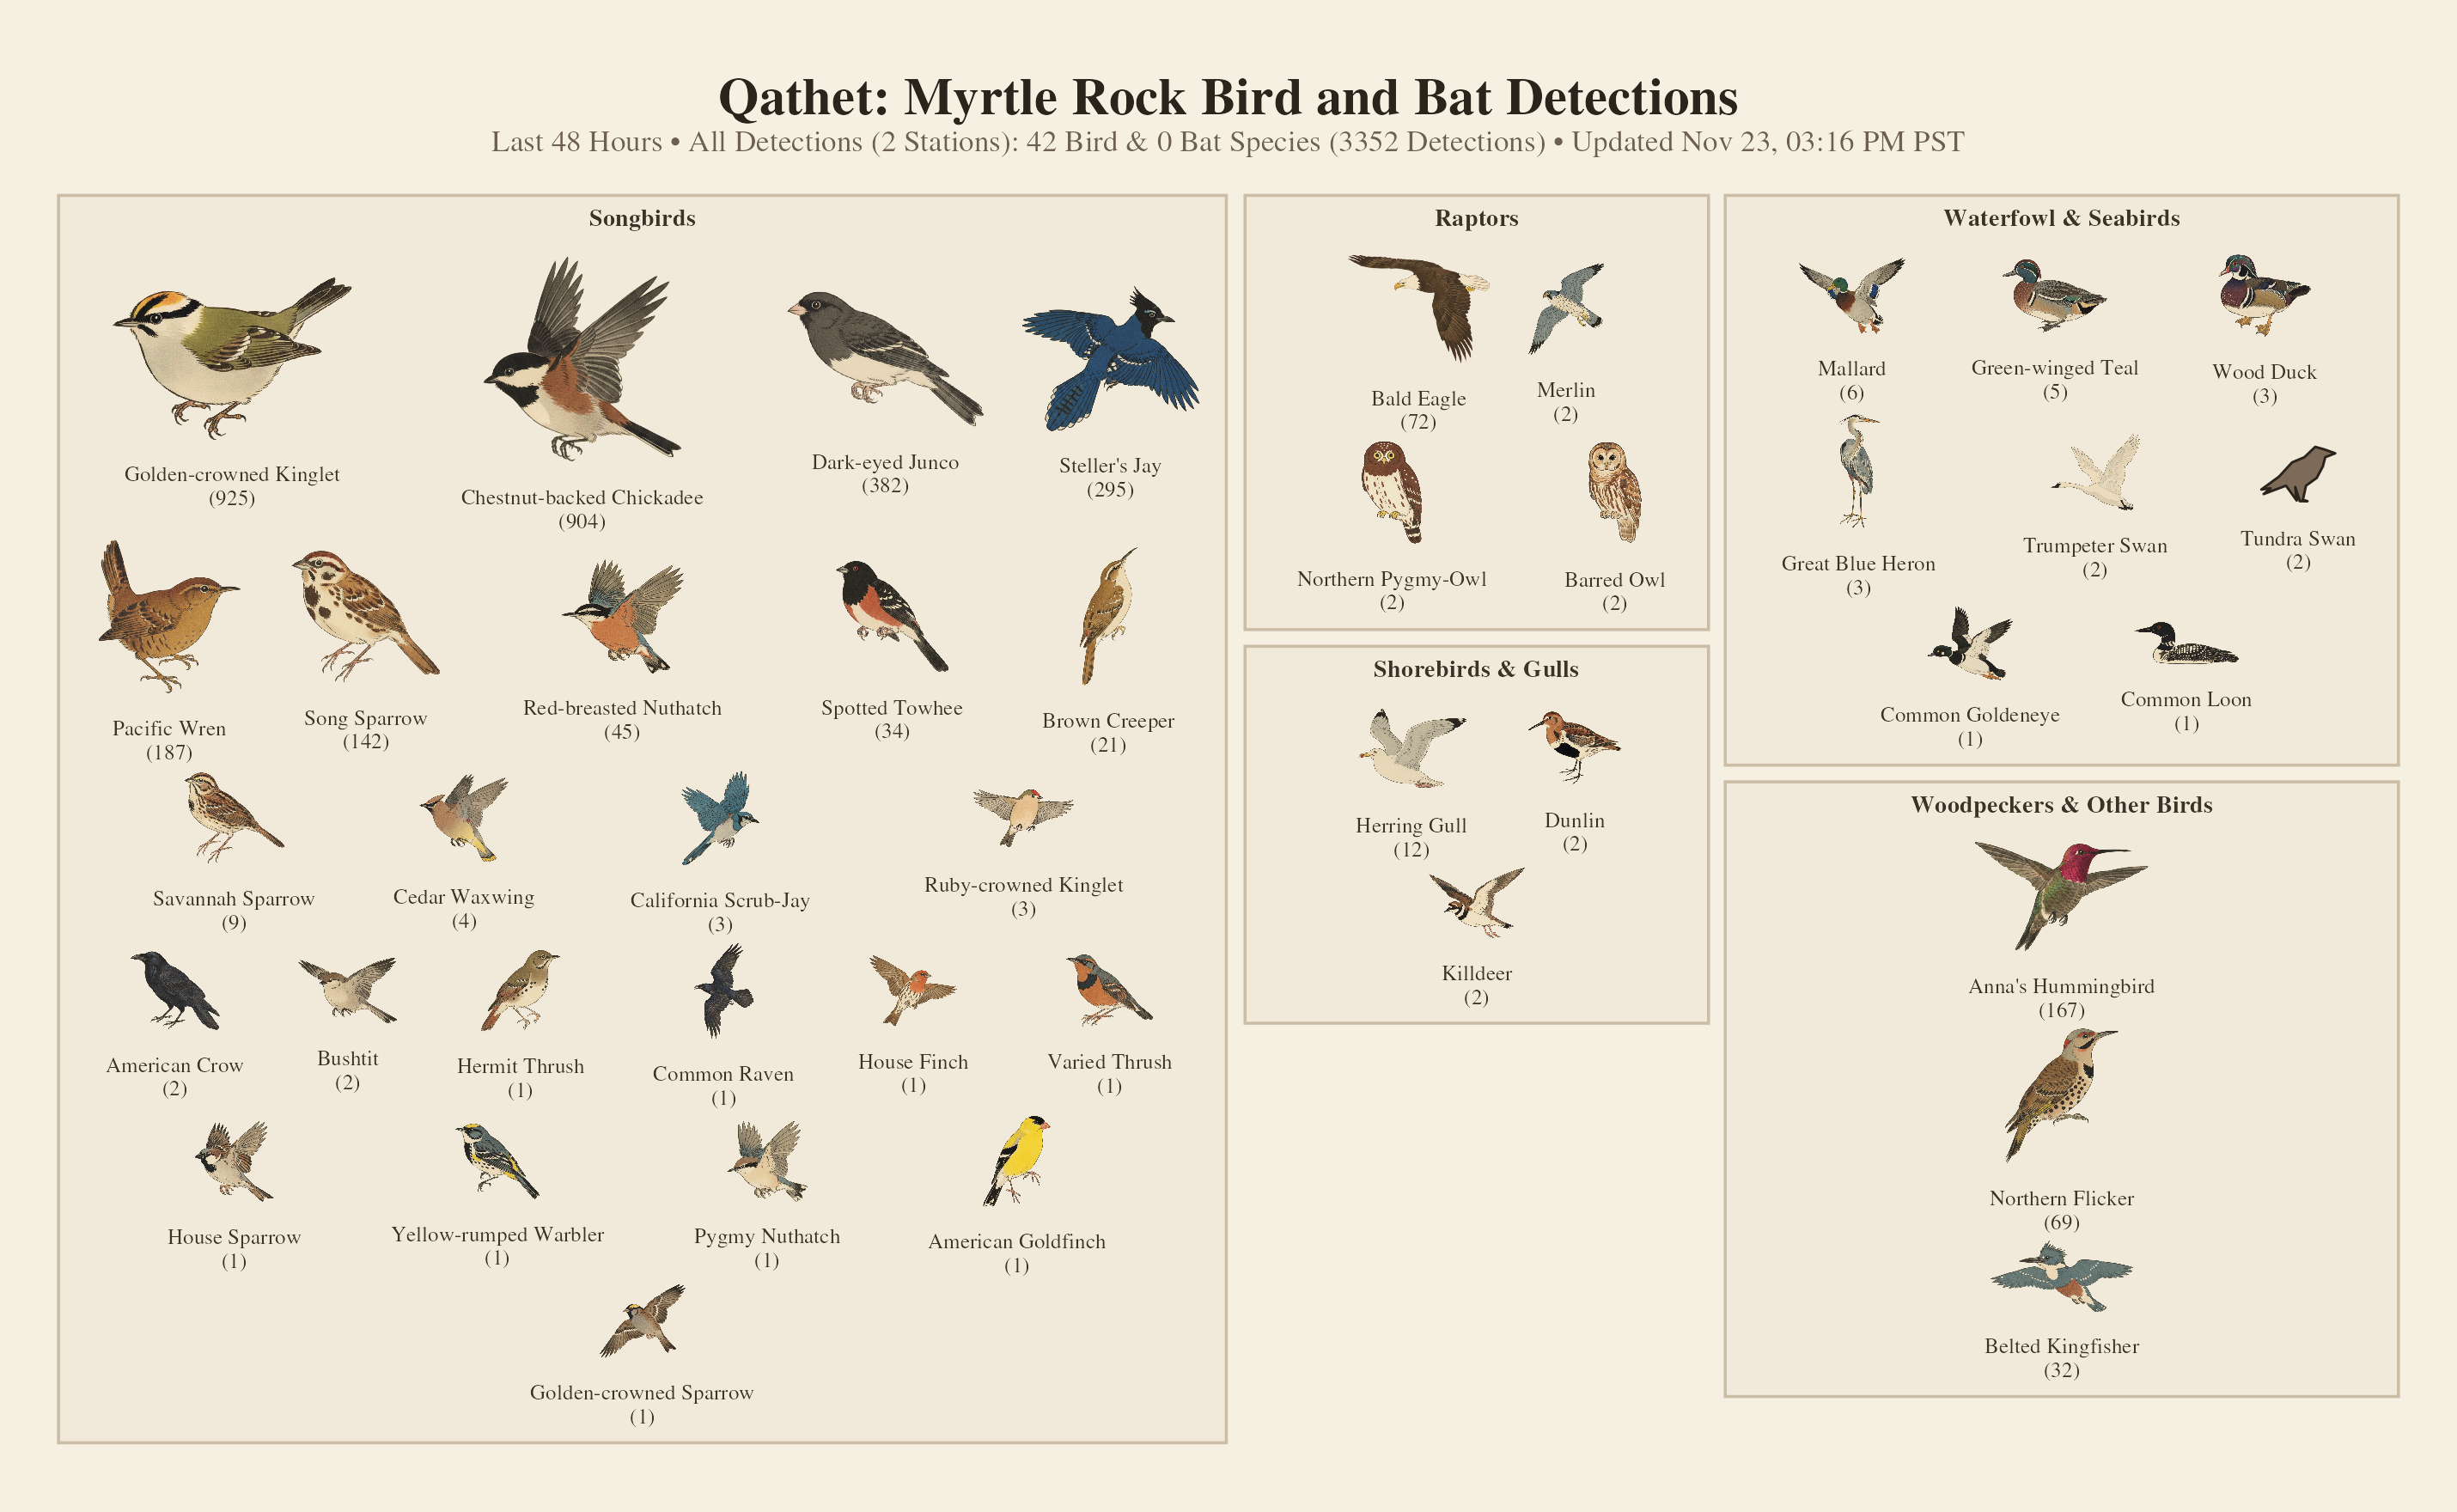 Qathet: Myrtle Rock Bird and Bat Detections
Last 48 Hours • All Detections (2 Stations): 42 Bird & 0 Bat Species (3352 Detections) • Updated Nov 23, 03:16 PM PST
Songbirds
Golden-crowned Kinglet
(925)
Chestnut-backed Chickadee
(904)
Dark-eyed Junco
(382)
Steller's Jay
(295)
Pacific Wren
(187)
Song Sparrow
(142)
Red-breasted Nuthatch
(45)
Spotted Towhee
(34)
Brown Creeper
(21)
Savannah Sparrow
(9)
Cedar Waxwing
(4)
California Scrub-Jay
(3)
Ruby-crowned Kinglet
(3)
American Crow
(2)
Bushtit
(2)
Hermit Thrush
(1)
Common Raven
(1)
House Finch
(1)
Varied Thrush
(1)
House Sparrow
(1)
Yellow-rumped Warbler
(1)
Pygmy Nuthatch
(1)
American Goldfinch
(1)
Golden-crowned Sparrow
(1)
Raptors
Bald Eagle
(72)
Merlin
(2)
Northern Pygmy-Owl
(2)
Barred Owl
(2)
Shorebirds & Gulls
Herring Gull
(12)
Dunlin
(2)
Killdeer
(2)
Waterfowl & Seabirds
Mallard
(6)
Green-winged Teal
(5)
Wood Duck
(3)
Great Blue Heron
(3)
Trumpeter Swan
(2)
Tundra Swan
(2)
Common Goldeneye
(1)
Common Loon
(1)
Woodpeckers & Other Birds
Anna's Hummingbird
(167)
Northern Flicker
(69)
Belted Kingfisher
(32)